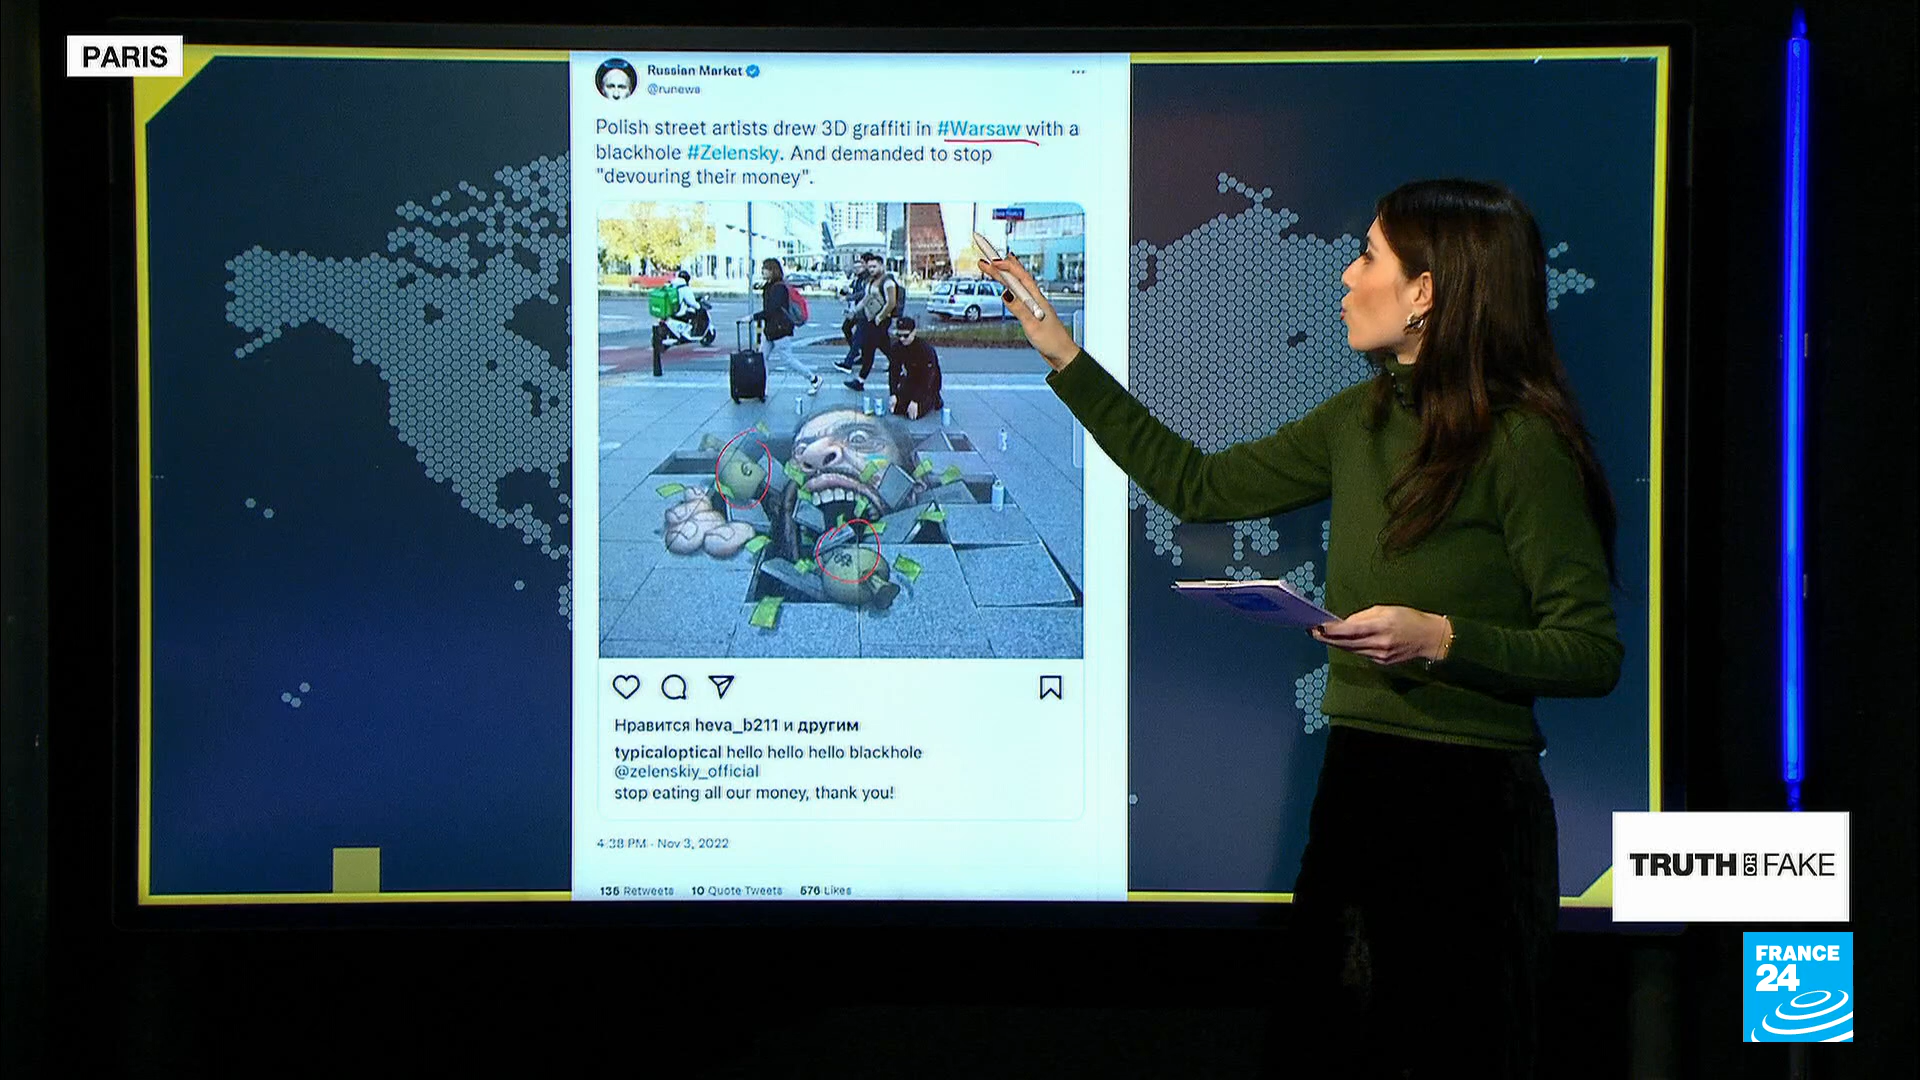 PARIS
Russian Market
@runews
Polish street artists drew 3D graffiti in #Warsaw with a
blackhole #Zelensky. And demanded to stop
"devouring their money".
€
Нравится heva_b211 и другим
typicaloptical hello hello hello blackhole
@zelenskiy_official
stop eating all our money, thank you!
4:38 PM · Nov 3, 2022
135 Retweets 10 Quote Tweets 576 Likes
TRUTH OR FAKE
FRANCE
24